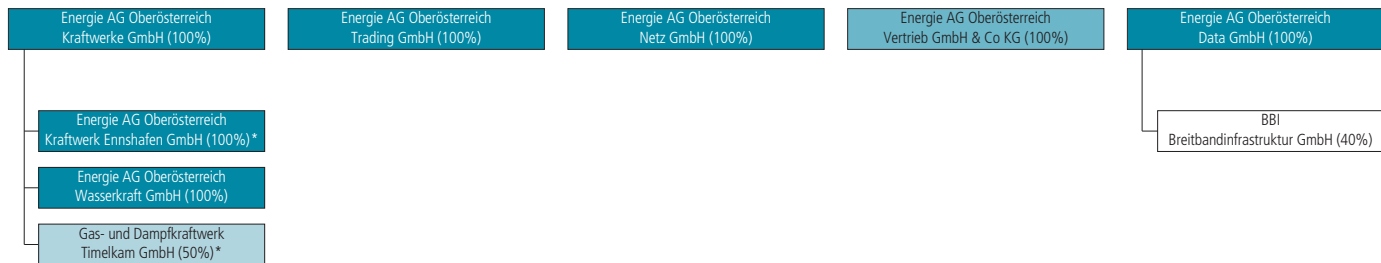 Energie AG Oberösterreich
Kraftwerke GmbH (100%)
Energie AG Oberösterreich
Trading GmbH (100%)
Energie AG Oberösterreich
Netz GmbH (100%)
Energie AG Oberösterreich
Vertrieb GmbH & Co KG (100%)
Energie AG Oberösterreich
Data GmbH (100%)
Energie AG Oberösterreich
Kraftwerk Ennshafen GmbH (100%)*
BBI
Breitbandinfrastruktur GmbH (40%)
Energie AG Oberösterreich
Wasserkraft GmbH (100%)
Gas- und Dampfkraftwerk
Timelkam GmbH (50%)*